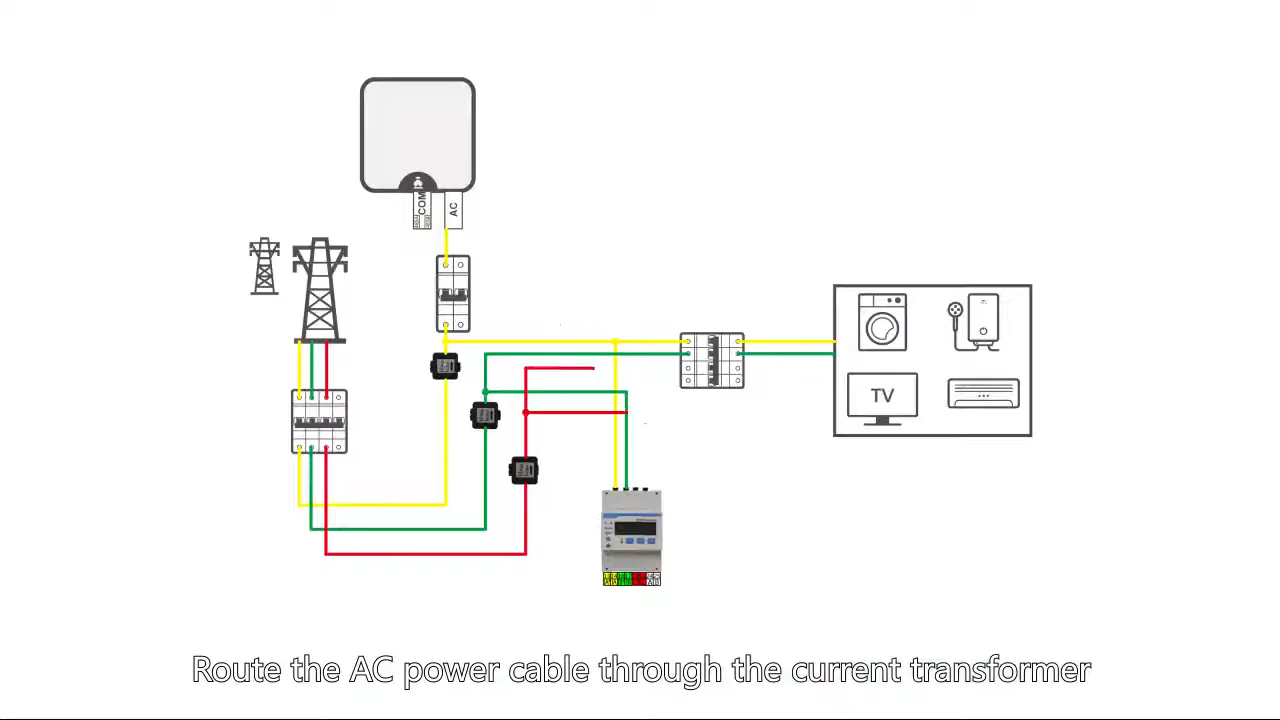 COM
AC
TV
Route the AC power cable through the current transformer